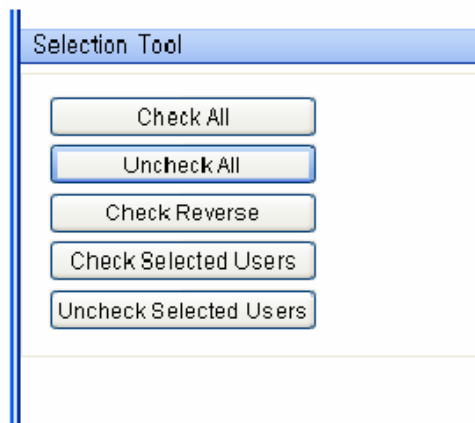 Selection Tool
Check All
Uncheck All
Check Reverse
Check Selected Users
Uncheck Selected Users